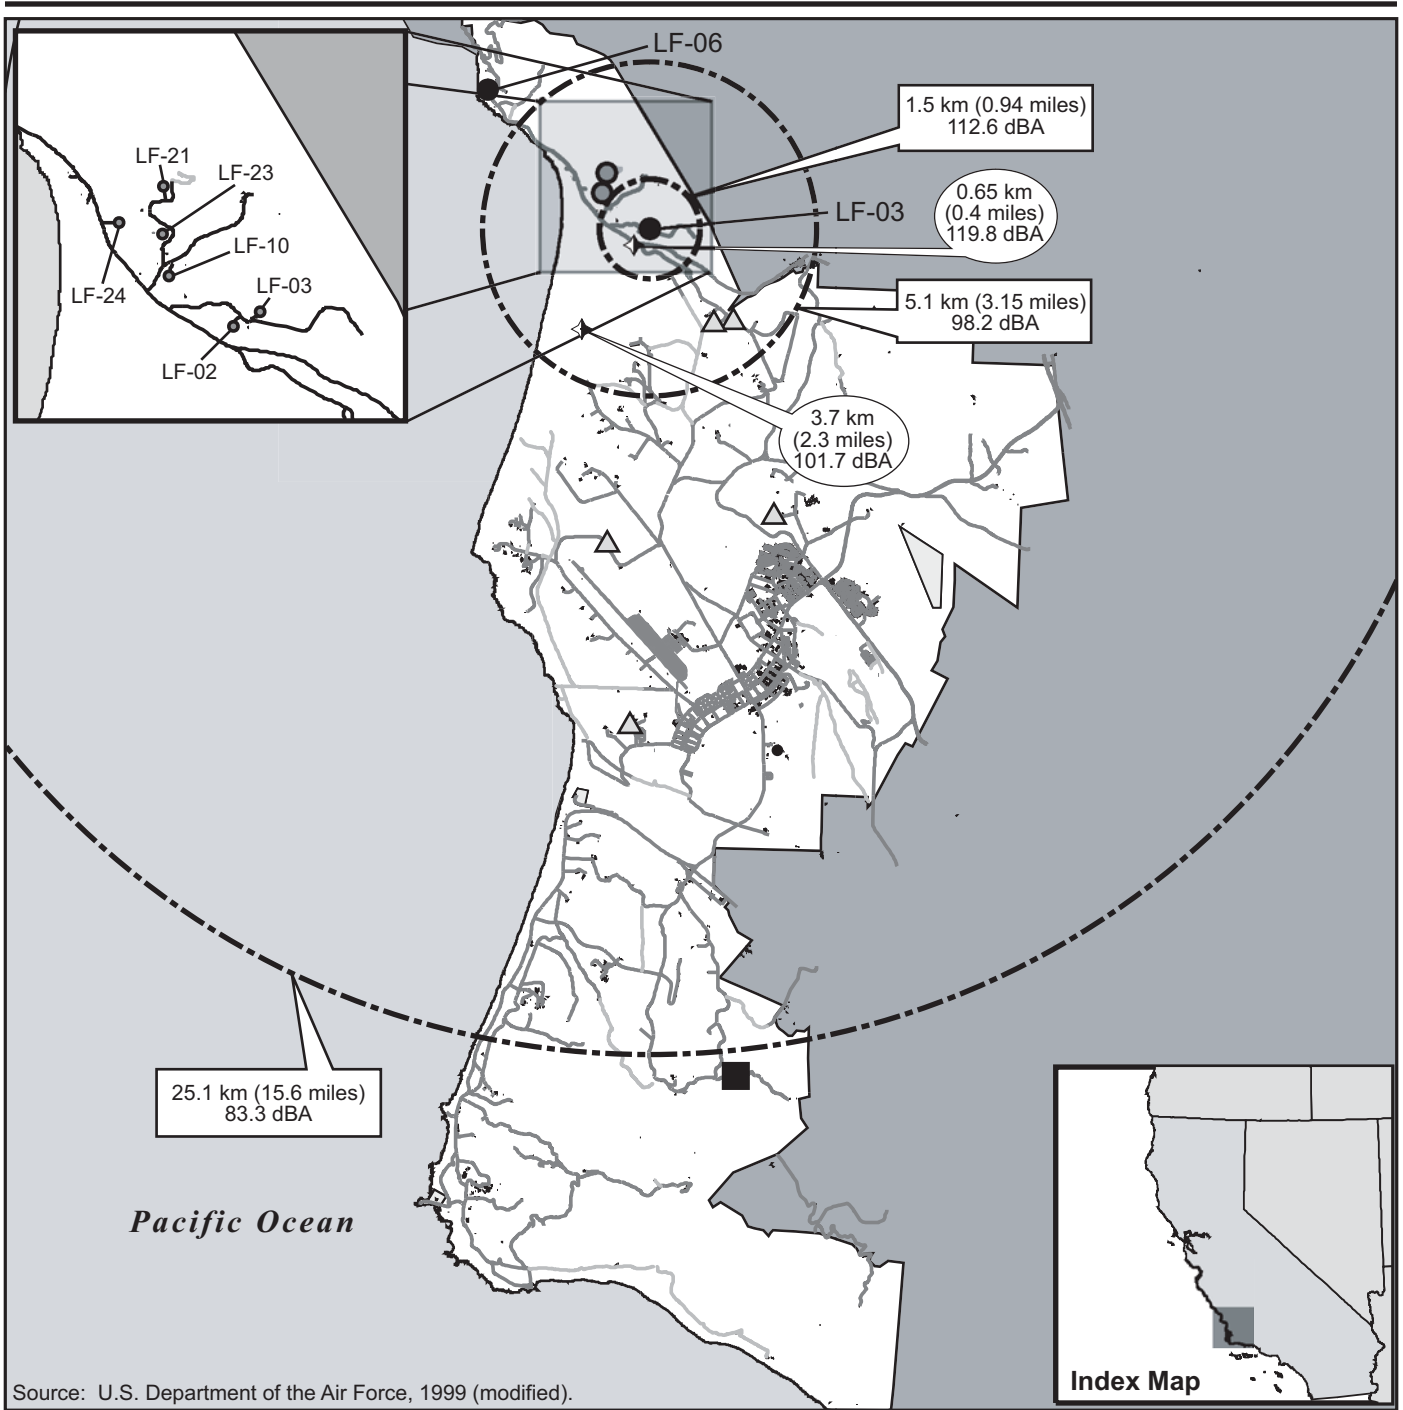 LF-06
1.5 km (0.94 miles)
112.6 dBA
LF-21
LF-23
LF-10
LF-24
LF-03
LF-02
0.65 km
(0.4 miles)
119.8 dBA
LF-03
5.1 km (3.15 miles)
98.2 dBA
3.7 km
(2.3 miles)
101.7 dBA
25.1 km (15.6 miles)
83.3 dBA
Pacific Ocean
Index Map
Source: U.S. Department of the Air Force, 1999 (modified).